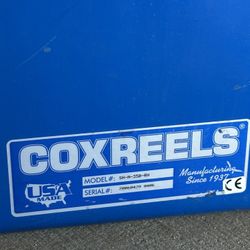 COXREELS
MODEL#: SH-N-350-BH
Manufacturing
Since 1937
USA
MADE
SERIAL#:
CE